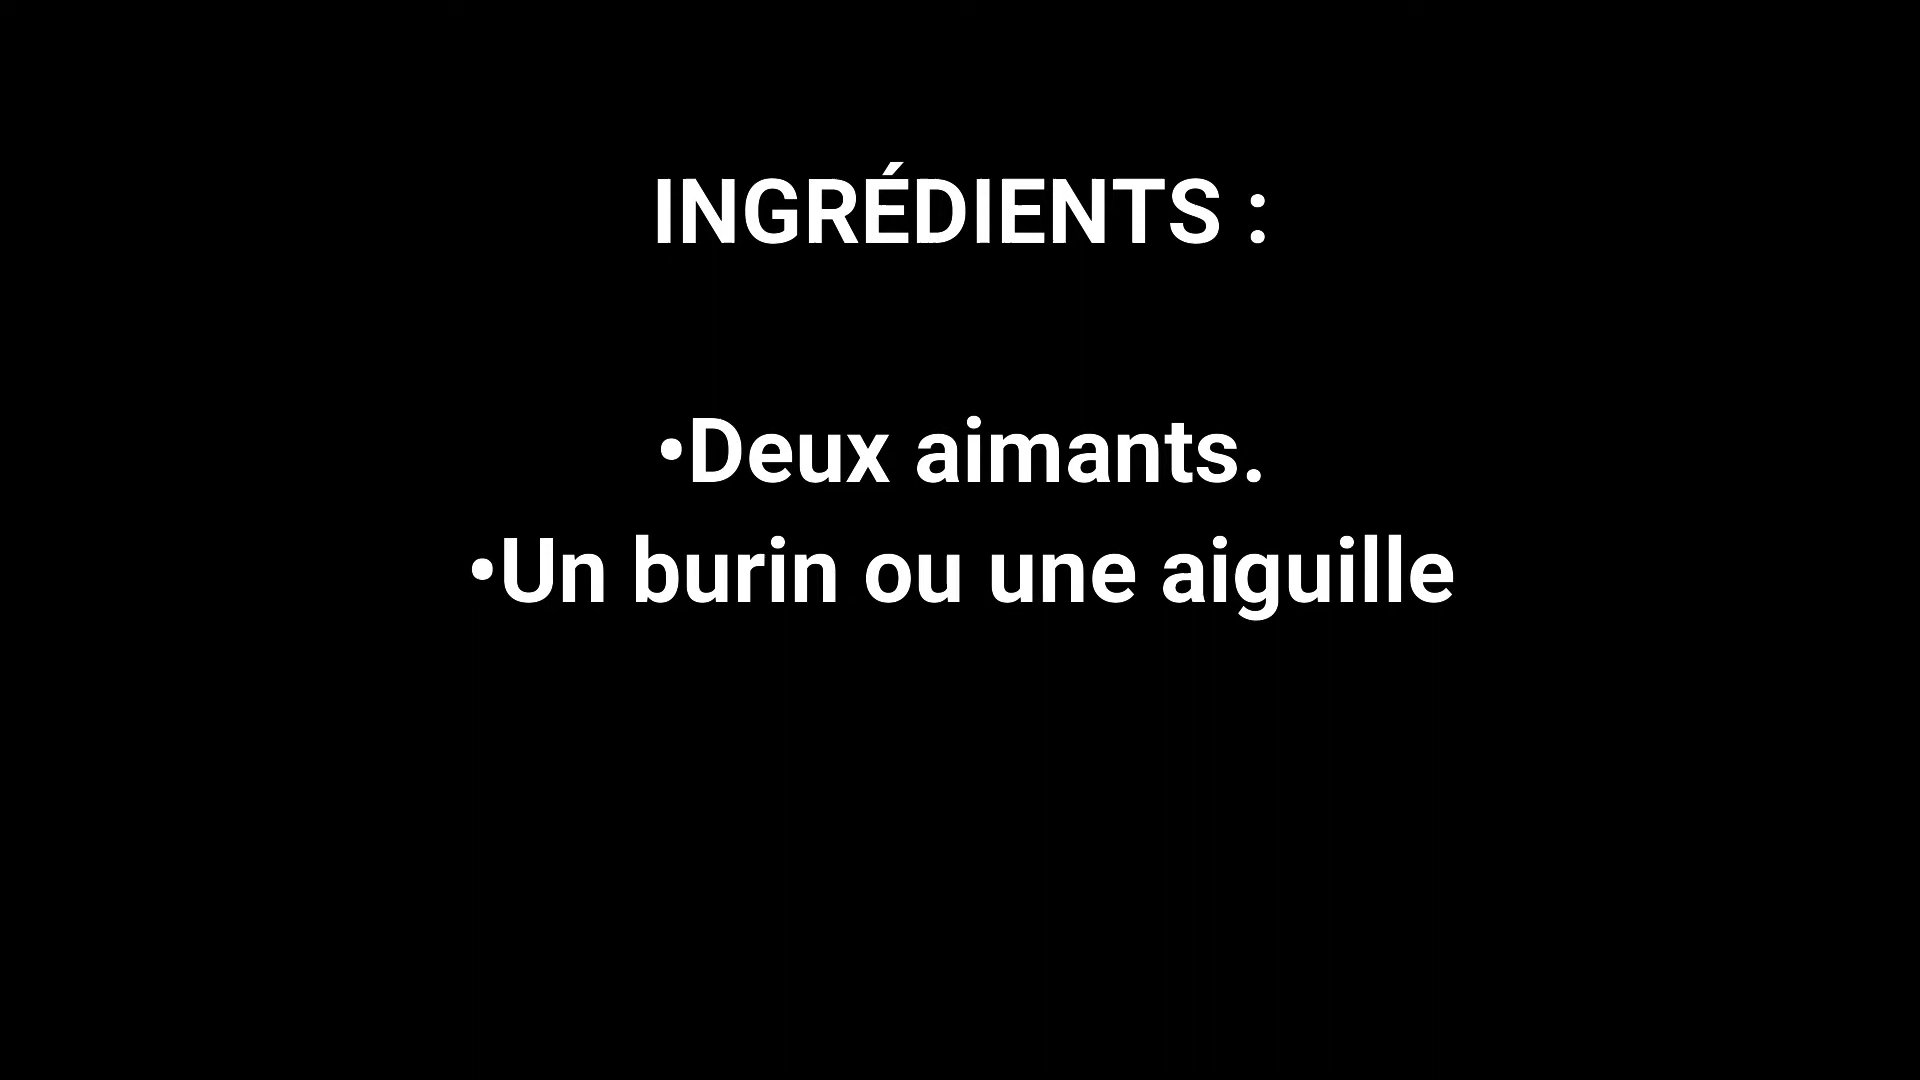 INGRÉDIENTS :
•Deux aimants.
•Un burin ou une aiguille